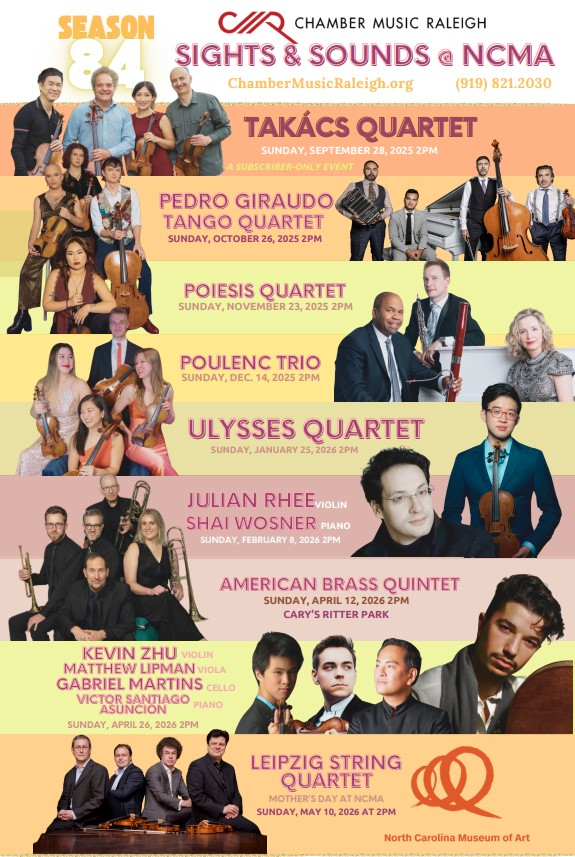 SEASON
84
CMR CHAMBER MUSIC RALEIGH
SIGHTS & SOUNDS @ NCMA
ChamberMusicRaleigh.org (919) 821.2030
TAKÁCS QUARTET
SUNDAY, SEPTEMBER 28, 2025 2PM
A SUBSCRIBER-ONLY EVENT
PEDRO GIRAUDO
TANGO QUARTET
SUNDAY, OCTOBER 26, 2025 2PM
POIESIS QUARTET
SUNDAY, NOVEMBER 23, 2025 2PM
POULENC TRIO
SUNDAY, DEC. 14, 2025 2PM
ULYSSES QUARTET
SUNDAY, JANUARY 25, 2026 2PM
JULIAN RHEE VIOLIN
SHAI WOSNER PIANO
SUNDAY, FEBRUARY 8, 2026 2PM
AMERICAN BRASS QUINTET
SUNDAY, APRIL 12, 2026 2PM
CARY'S RITTER PARK
KEVIN ZHU VIOLIN
MATTHEW LIPMAN VIOLA
GABRIEL MARTINS CELLO
VICTOR SANTIAGO
ASUNCIÓN PIANO
SUNDAY, APRIL 26, 2026 2PM
LEIPZIG STRING
QUARTET
MOTHER'S DAY AT NCMA
SUNDAY, MAY 10, 2026 AT 2PM
North Carolina Museum of Art